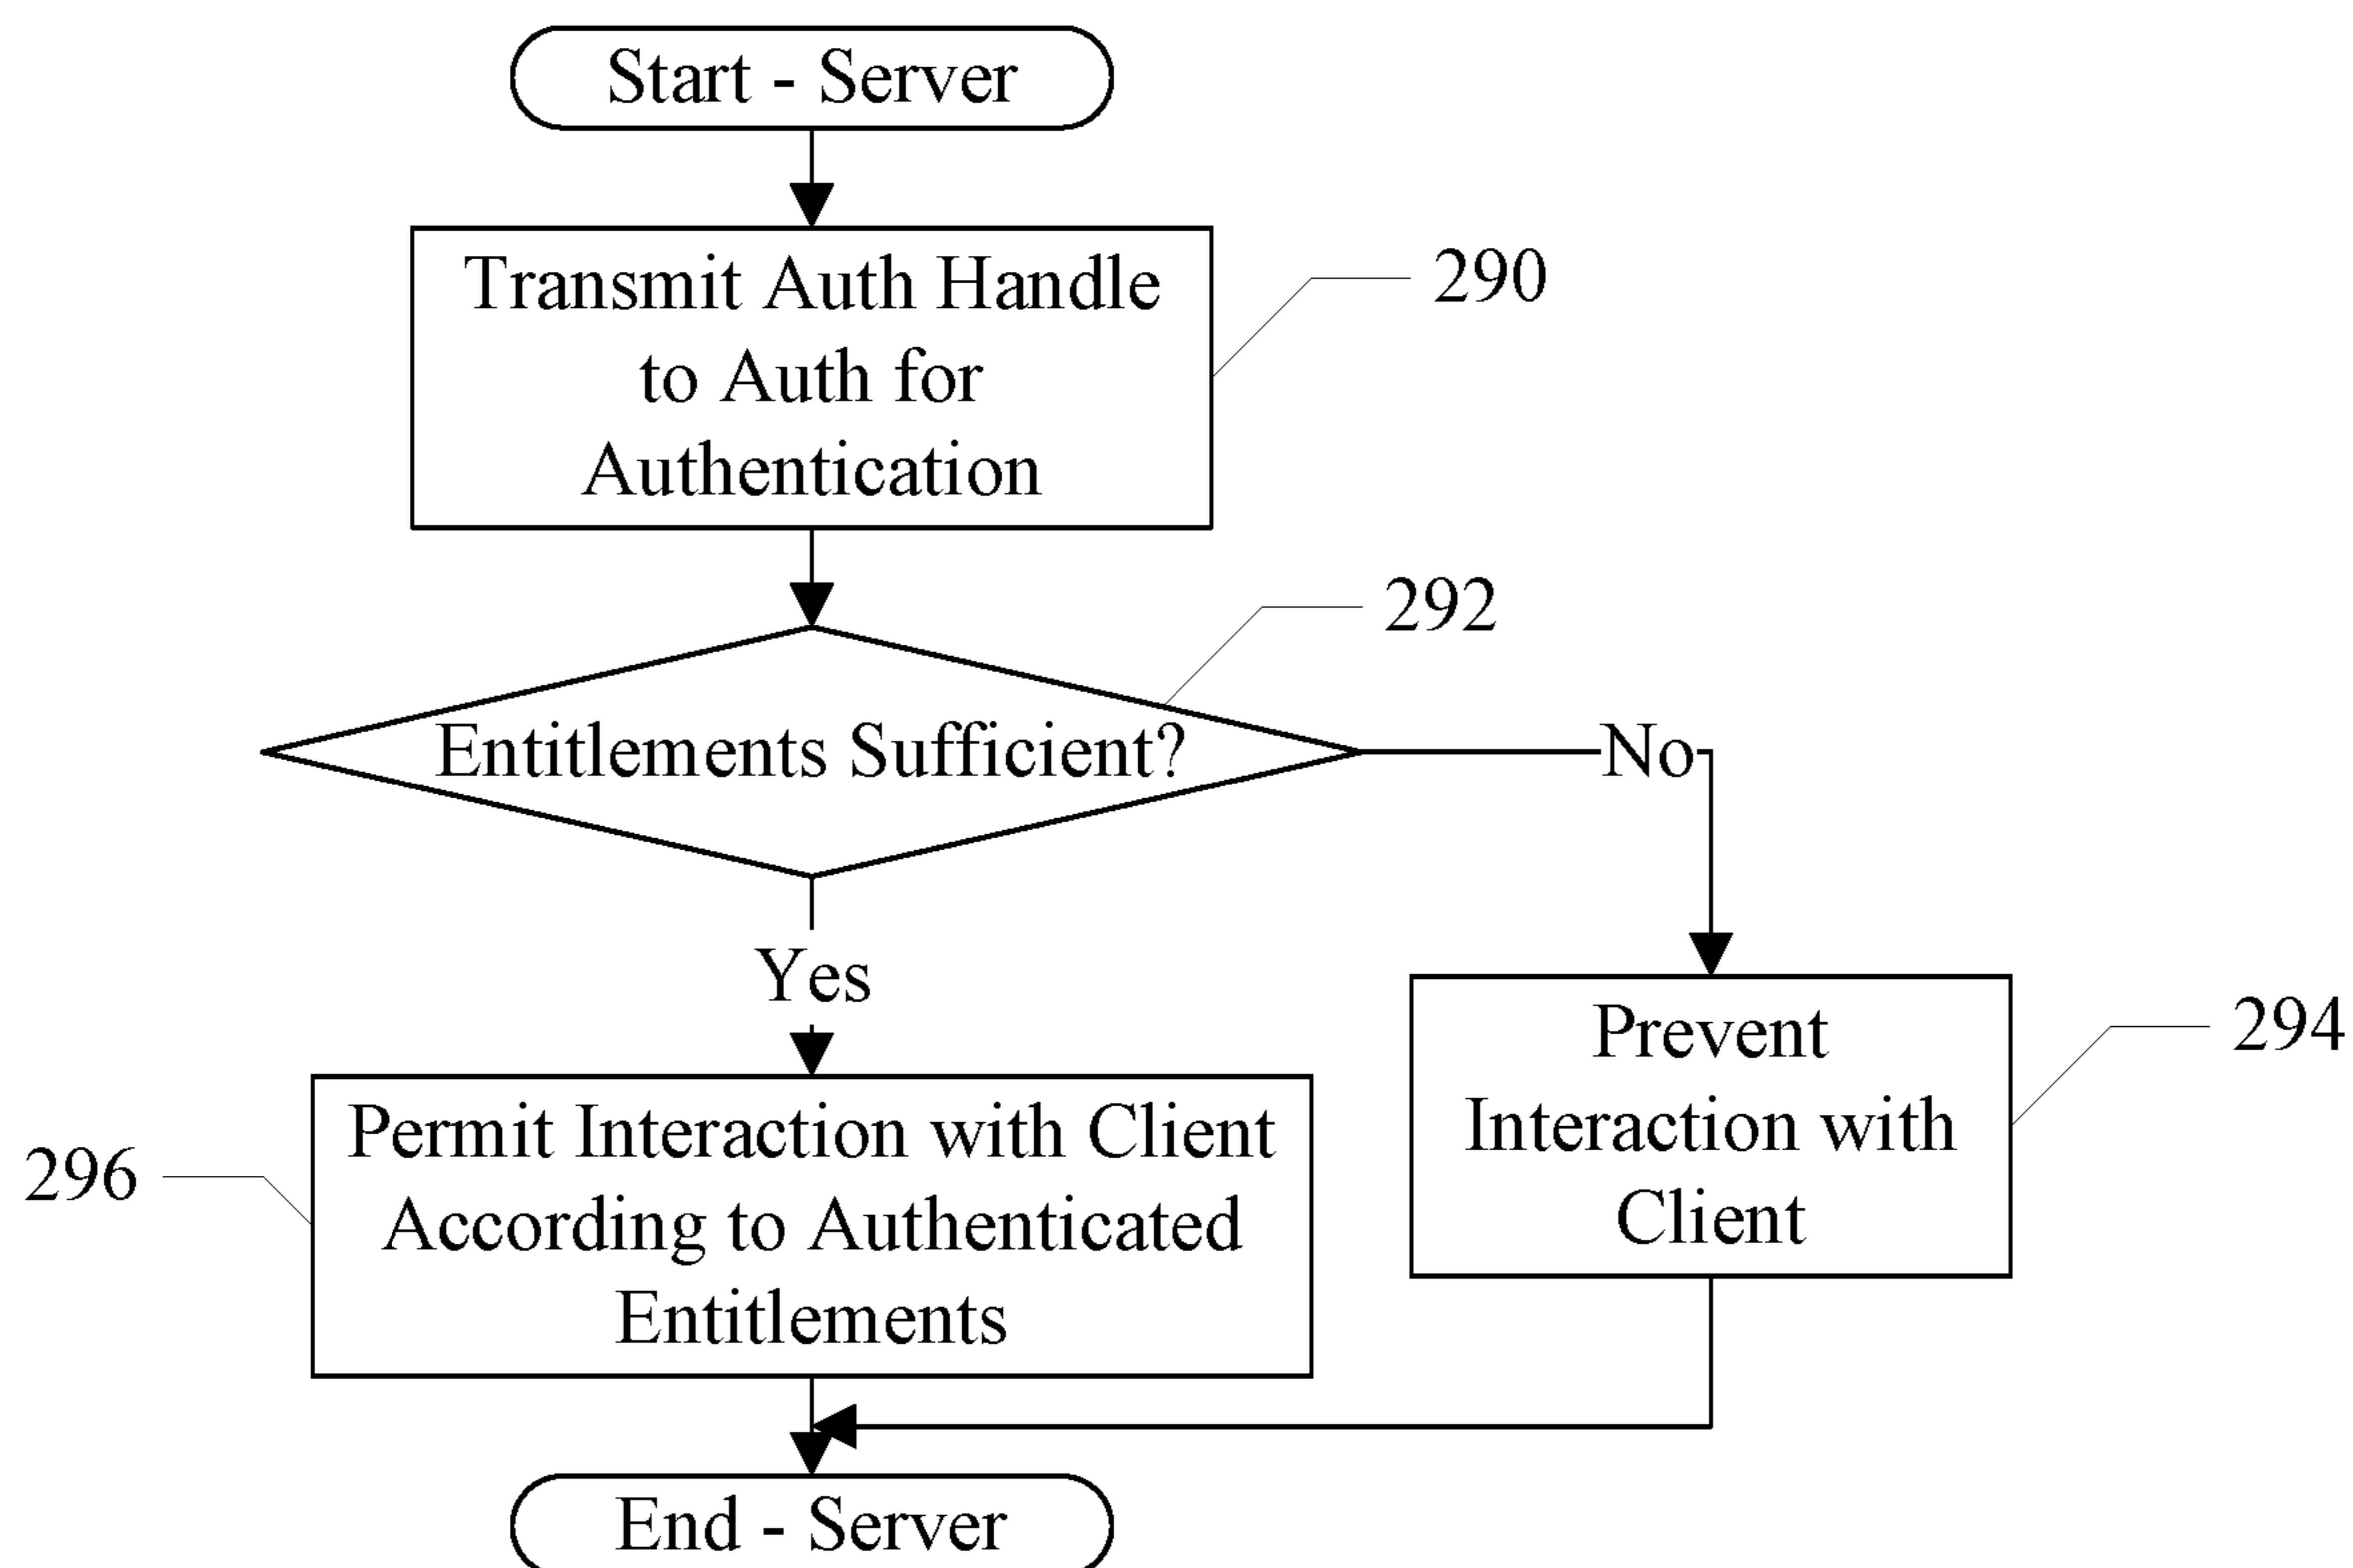 Start - Server
Transmit Auth Handle
to Auth for
Authentication
290
292
Entitlements Sufficient?
No
Yes
Prevent
Interaction with
Client
294
296
Permit Interaction with Client
According to Authenticated
Entitlements
End - Server